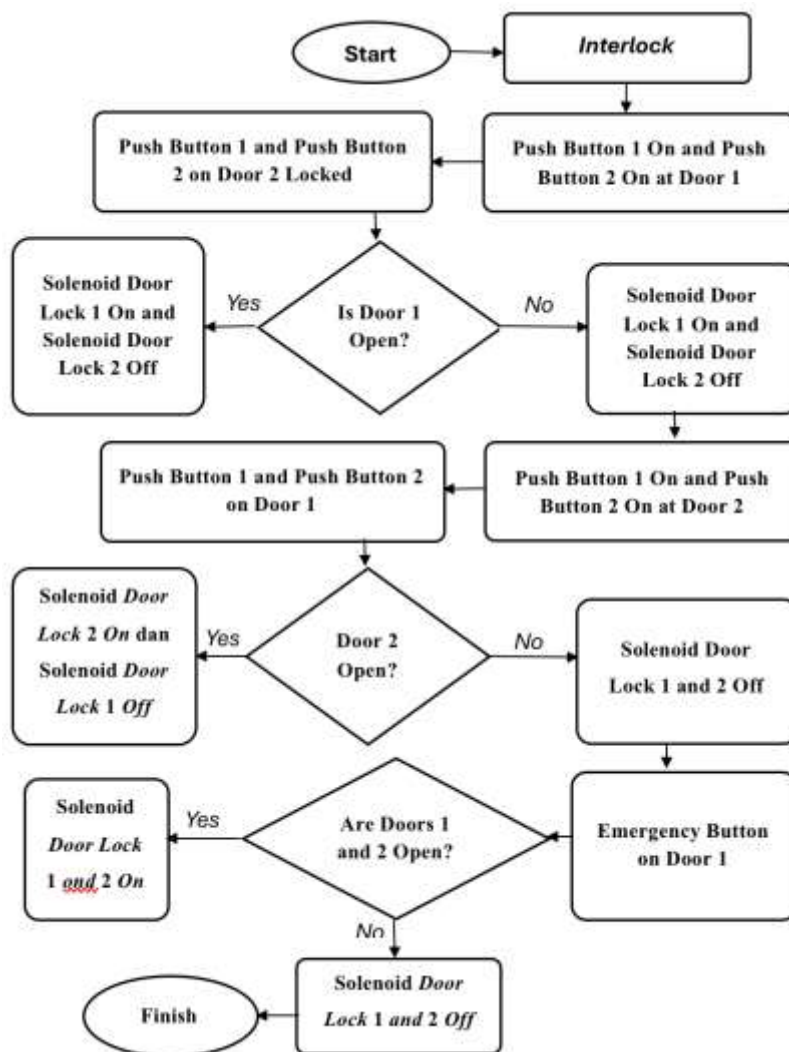 Start
Interlock
Push Button 1 and Push Button
2 on Door 2 Locked
Push Button 1 On and Push
Button 2 On at Door 1
Solenoid Door
Lock 1 On and
Solenoid Door
Lock 2 Off
Yes
Is Door 1
Open?
No
Solenoid Door
Lock 1 On and
Solenoid Door
Lock 2 Off
Push Button 1 and Push Button 2
on Door 1
Push Button 1 On and Push
Button 2 On at Door 2
Solenoid Door
Lock 2 On dan
Solenoid Door
Lock 1 Off
Yes
Door 2
Open?
No
Solenoid Door
Lock 1 and 2 Off
Solenoid
Door Lock
1 ond 2 On
Yes
Are Doors 1
and 2 Open?
Emergency Button
on Door 1
No
Solenoid Door
Lock 1 and 2 Off
Finish